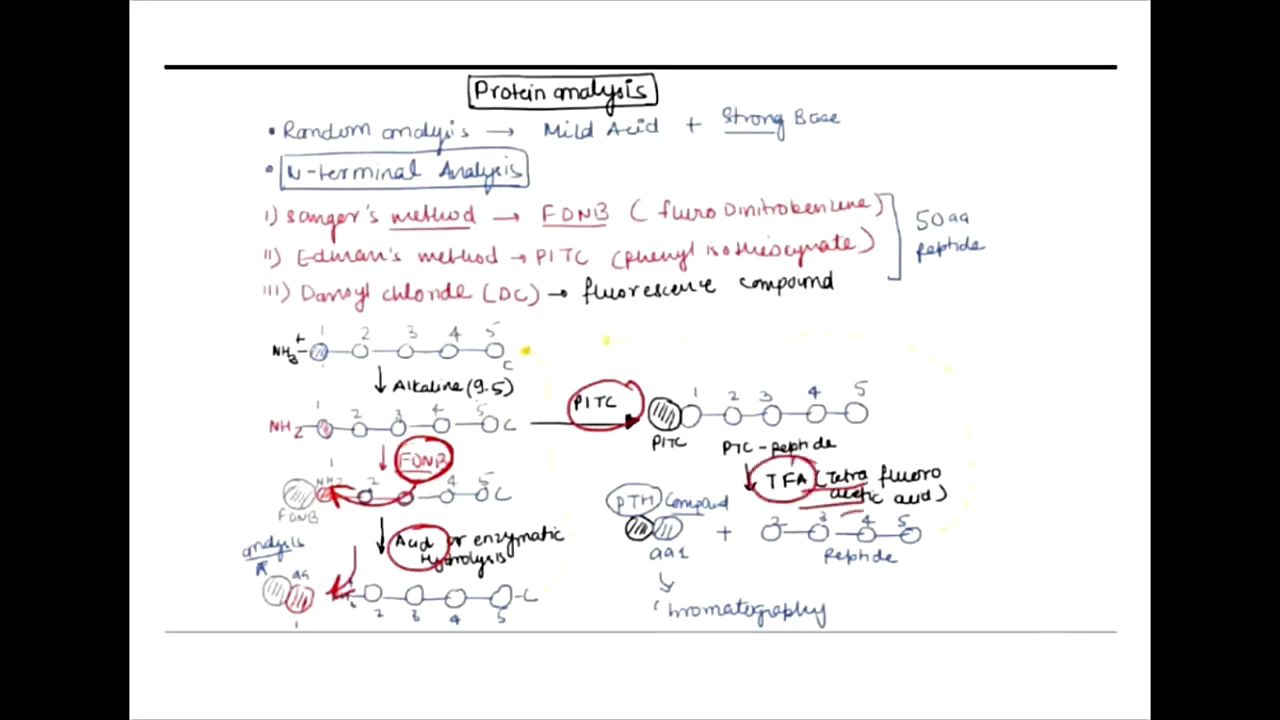 Protein analysis
• Random analysis → Mild Acid + Strong Base
• N-terminal Analysis
i) Sanger's method → FDNB (fluro Dinitrobenzene)
ii) Edman's method → PITC (phenyl isothiocynate)
50 aa
peptide
iii) Dansyl chloride (DC) → fluorescence compound
1 2 3 4 5
NH3+ C
↓ Alkaline (9.5)
1 2 3 4 5
NH2 C
PITC
1 2 3 4 5
PITC PTC-peptide
↓ FDNB
↓ TFA (Tetra fluoro
acetic acid)
1 NH2 2 4 5 C
FDNB
PTH Compound
+ 2 3 4 5
aa1 Peptide
↓ Acid or enzymatic
Hydrolysis
analysis
aa
1 2 3 4 5 -C
chromatography